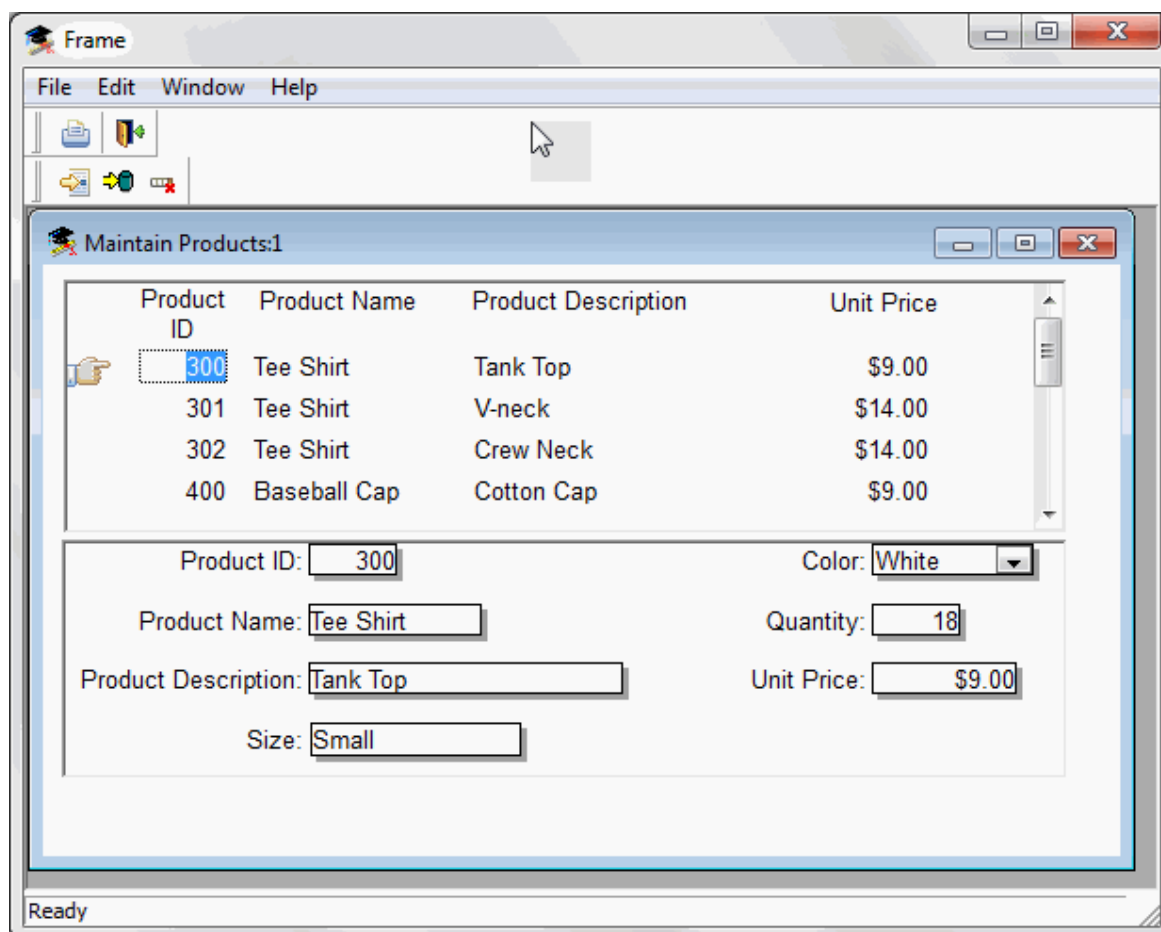 Frame
File Edit Window Help
Maintain Products:1
Product ID Product Name Product Description Unit Price
300 Tee Shirt Tank Top $9.00
301 Tee Shirt V-neck $14.00
302 Tee Shirt Crew Neck $14.00
400 Baseball Cap Cotton Cap $9.00
Product ID: 300 Color: White
Product Name: Tee Shirt Quantity: 18
Product Description: Tank Top Unit Price: $9.00
Size: Small
Ready